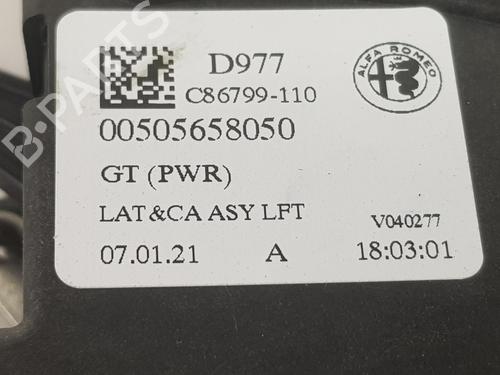 D977
ALFA ROMEO
C86799-110
00505658050
GT (PWR)
LAT&CA ASY LFT
V040277
07.01.21 A 18:03:01
B-PARTS